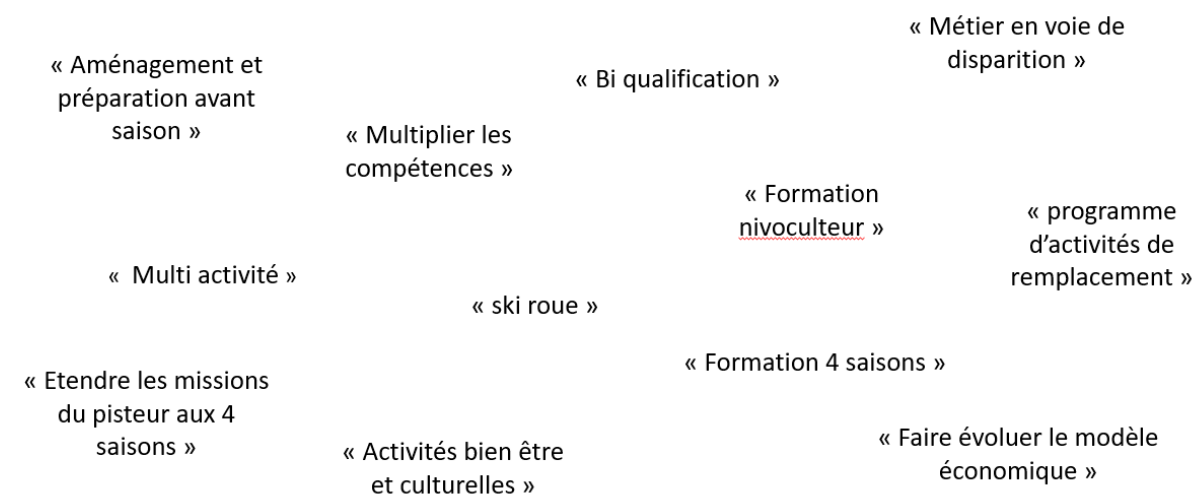 « Métier en voie de
disparition »
« Aménagement et
préparation avant
saison »
« Bi qualification »
« Multiplier les
compétences »
« Formation
nivoculteur »
« programme
d’activités de
remplacement »
«  Multi activité »
« ski roue »
« Formation 4 saisons »
« Etendre les missions
du pisteur aux 4
saisons »
« Activités bien être
et culturelles »
« Faire évoluer le modèle
économique »